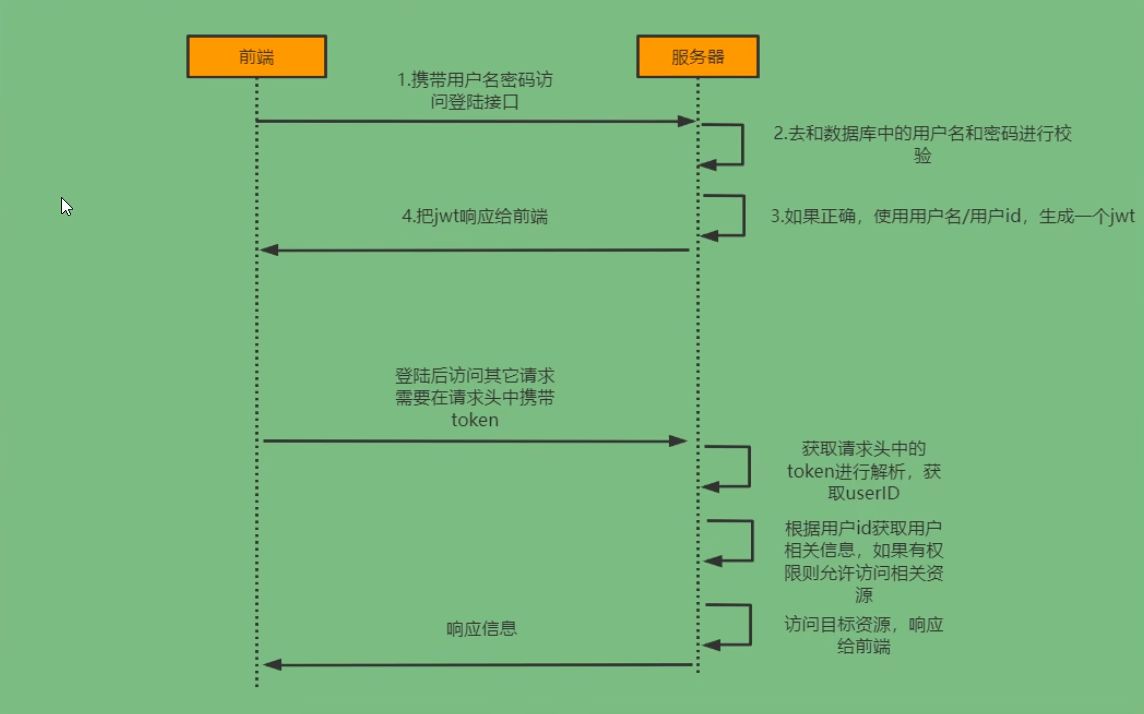 前端
服务器
1.携带用户名密码访
问登陆接口
2.去和数据库中的用户名和密码进行校
验
3.如果正确，使用用户名/用户id，生成一个jwt
4.把jwt响应给前端
登陆后访问其它请求
需要在请求头中携带
token
获取请求头中的
token进行解析，获
取userID
根据用户id获取用户
相关信息，如果有权
限则允许访问相关资
源
访问目标资源，响应
给前端
响应信息